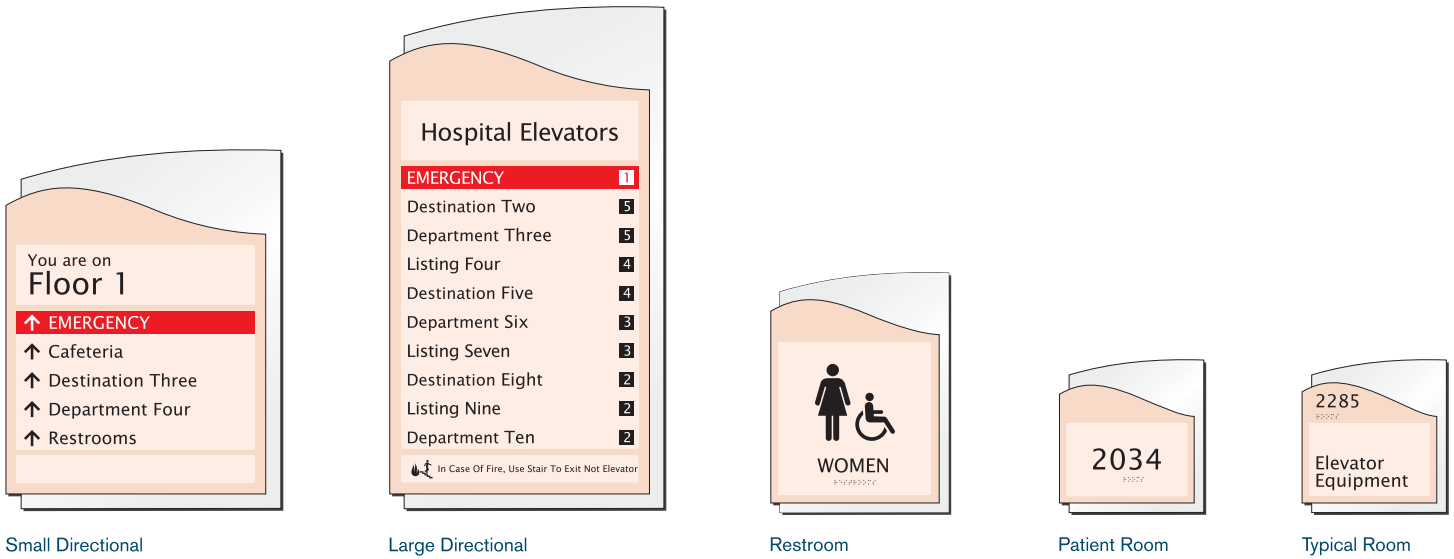 You are on
Floor 1
EMERGENCY
Cafeteria
Destination Three
Department Four
Restrooms
Small Directional
Hospital Elevators
EMERGENCY 1
Destination Two 5
Department Three 5
Listing Four 4
Destination Five 4
Department Six 3
Listing Seven 3
Destination Eight 2
Listing Nine 2
Department Ten 2
In Case Of Fire, Use Stair To Exit Not Elevator
Large Directional
WOMEN
Restroom
2034
Patient Room
2285
Elevator
Equipment
Typical Room